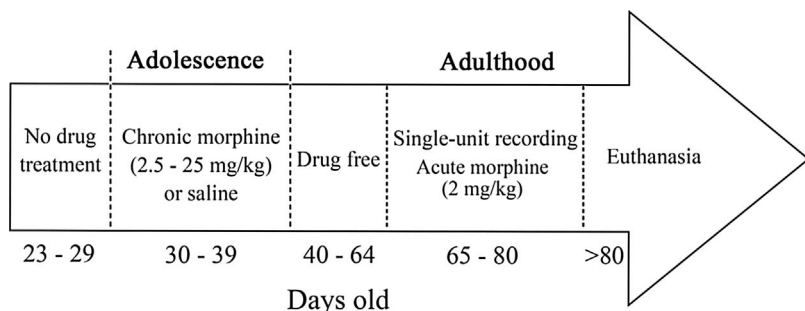 Adolescence
Adulthood
No drug
treatment
Chronic morphine
(2.5 - 25 mg/kg)
or saline
Drug free
Single-unit recording
Acute morphine
(2 mg/kg)
Euthanasia
23 - 29
30 - 39
40 - 64
65 - 80
>80
Days old